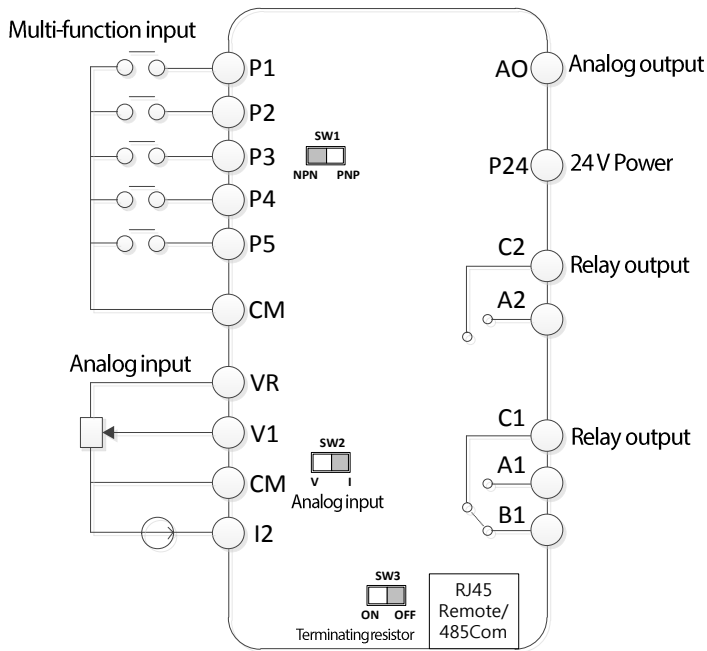 Multi-function input
P1
P2
P3
P4
P5
CM
SW1
NPN PNP
AO Analog output
P24 24 V Power
C2 Relay output
A2
Analog input
VR
V1
CM
I2
SW2
V I
Analog input
C1 Relay output
A1
B1
SW3
ON OFF
Terminating resistor
RJ45
Remote/
485Com